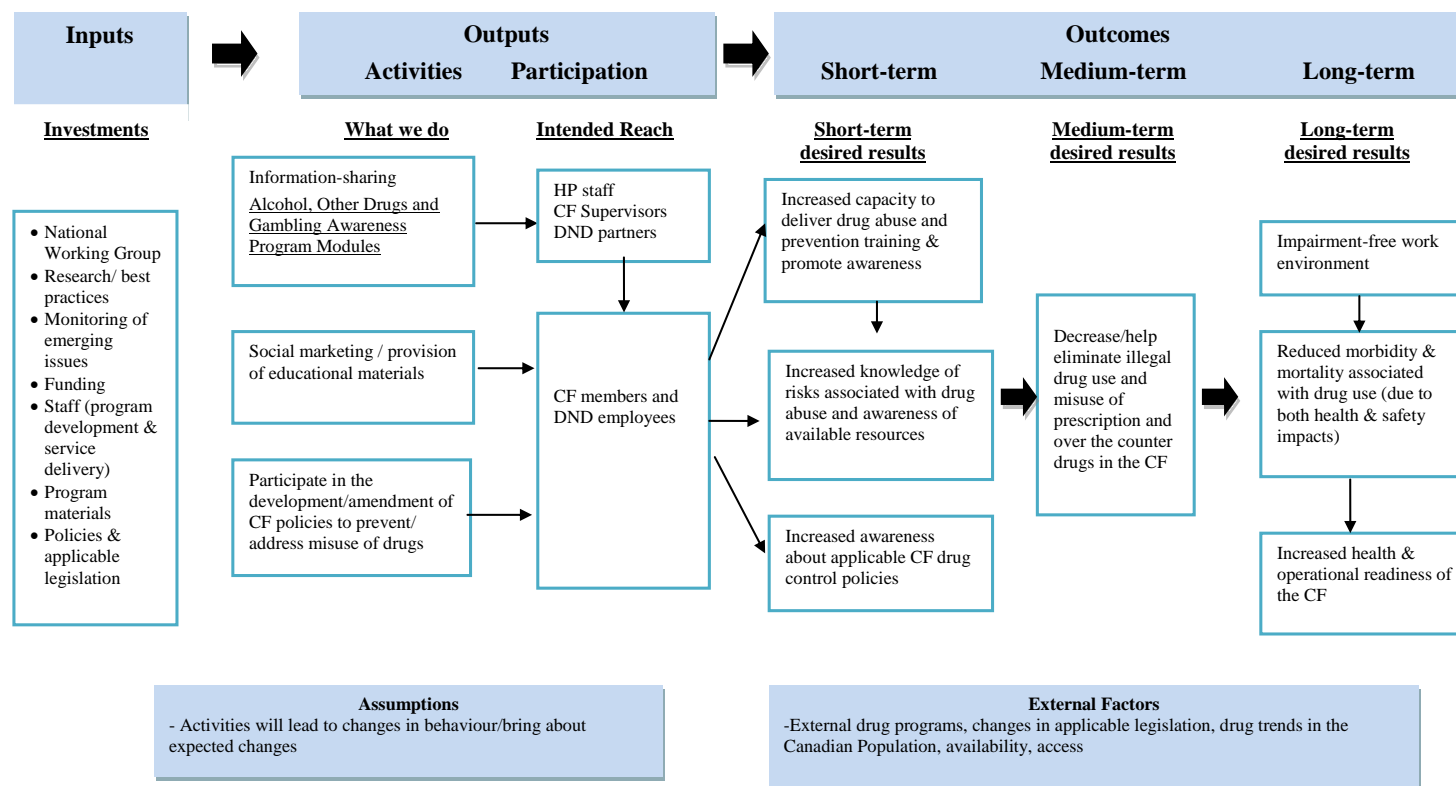 Inputs
Outputs
Activities Participation
Outcomes
Short-term Medium-term Long-term
Investments
What we do
Intended Reach
Short-term
desired results
Medium-term
desired results
Long-term
desired results
• National
Working Group
• Research/ best
practices
• Monitoring of
emerging
issues
• Funding
• Staff (program
development &
service
delivery)
• Program
materials
• Policies &
applicable
legislation
Information-sharing
Alcohol, Other Drugs and
Gambling Awareness
Program Modules
Social marketing / provision
of educational materials
Participate in the
development/amendment of
CF policies to prevent/
address misuse of drugs
HP staff
CF Supervisors
DND partners
CF members and
DND employees
Increased capacity to
deliver drug abuse and
prevention training &
promote awareness
Increased knowledge of
risks associated with drug
abuse and awareness of
available resources
Increased awareness
about applicable CF drug
control policies
Decrease/help
eliminate illegal
drug use and
misuse of
prescription and
over the counter
drugs in the CF
Impairment-free work
environment
Reduced morbidity &
mortality associated
with drug use (due to
both health & safety
impacts)
Increased health &
operational readiness of
the CF
Assumptions
- Activities will lead to changes in behaviour/bring about
expected changes
External Factors
-External drug programs, changes in applicable legislation, drug trends in the
Canadian Population, availability, access